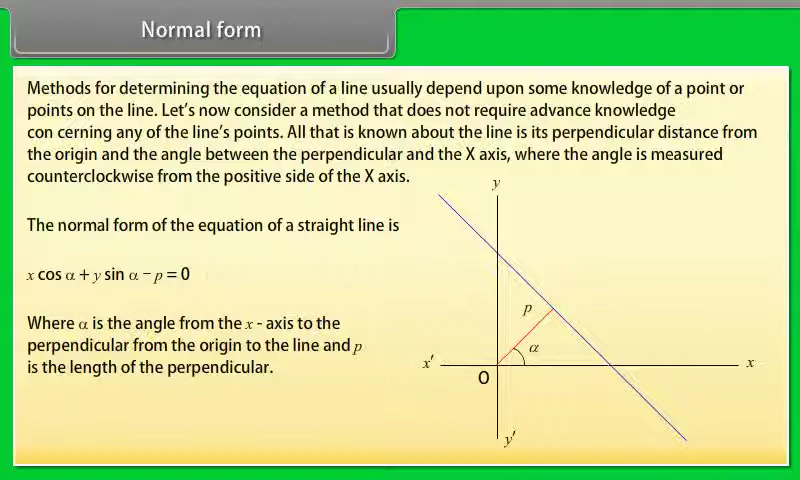 Normal form
Methods for determining the equation of a line usually depend upon some knowledge of a point or
points on the line. Let's now consider a method that does not require advance knowledge
con cerning any of the line's points. All that is known about the line is its perpendicular distance from
the origin and the angle between the perpendicular and the X axis, where the angle is measured
counterclockwise from the positive side of the X axis.
The normal form of the equation of a straight line is
x cos α + y sin α – p = 0
Where α is the angle from the x - axis to the
perpendicular from the origin to the line and p
is the length of the perpendicular.
y
p
α
x′
x
O
y′